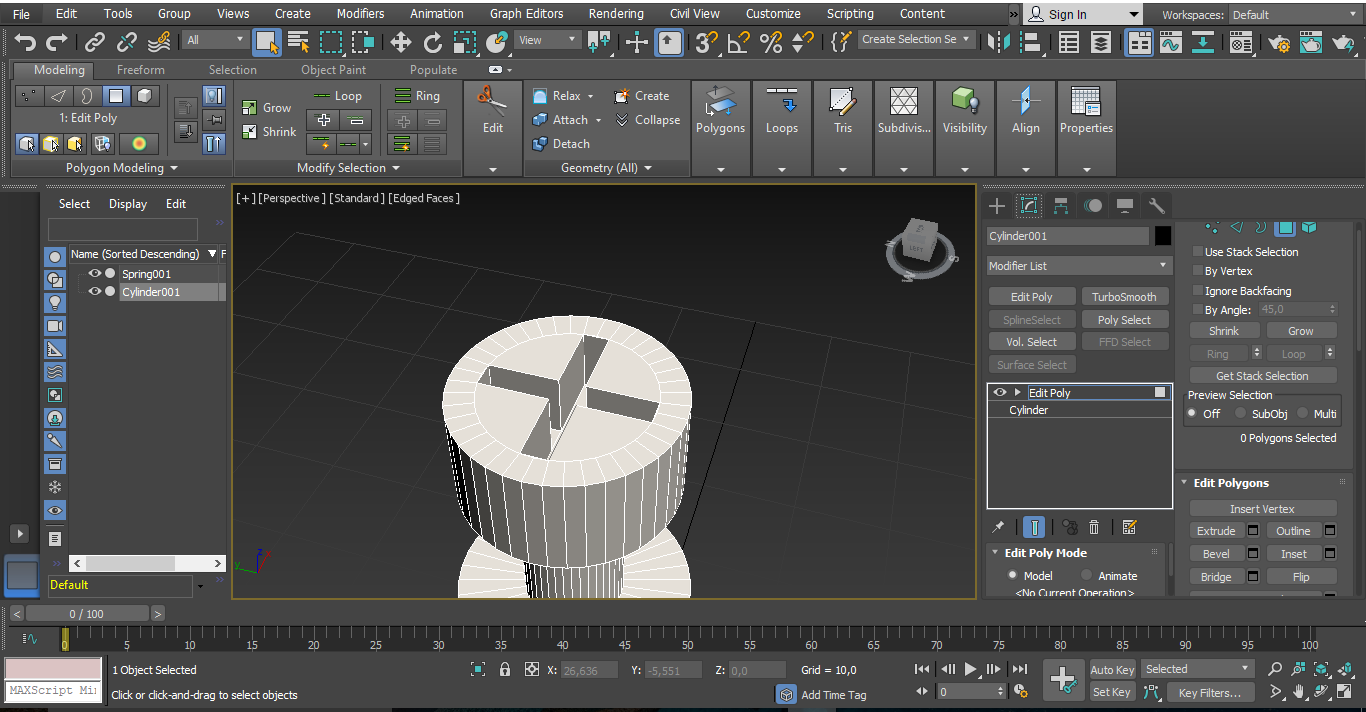 File Edit Tools Group Views Create Modifiers Animation Graph Editors Rendering Civil View Customize Scripting Content » Sign In Workspaces: Default
All View Create Selection Se
Modeling Freeform Selection Object Paint Populate
1: Edit Poly
Polygon Modeling
Grow
Shrink
Loop
Ring
Modify Selection
Edit
Relax Create
Attach Collapse
Detach
Geometry (All)
Polygons Loops Tris Subdivis... Visibility Align Properties
Select Display Edit
Name (Sorted Descending) F
Spring001
Cylinder001
Default
[+] [Perspective ] [Standard ] [Edged Faces ]
Cylinder001
Modifier List
Edit Poly TurboSmooth
SplineSelect Poly Select
Vol. Select FFD Select
Surface Select
Edit Poly
Cylinder
Edit Poly Mode
Model Animate
<No Current Operation>
Use Stack Selection
By Vertex
Ignore Backfacing
By Angle: 45,0
Shrink Grow
Ring Loop
Get Stack Selection
Preview Selection
Off SubObj Multi
0 Polygons Selected
Edit Polygons
Insert Vertex
Extrude Outline
Bevel Inset
Bridge Flip
< 0 / 100 >
0 5 10 15 20 25 30 35 40 45 50 55 60 65 70 75 80 85 90 95 100
1 Object Selected X: 26,636 Y: -5,551 Z: 0,0 Grid = 10,0 Auto Key Selected
MAXScript Mi Click or click-and-drag to select objects Add Time Tag 0 Set Key Key Filters...